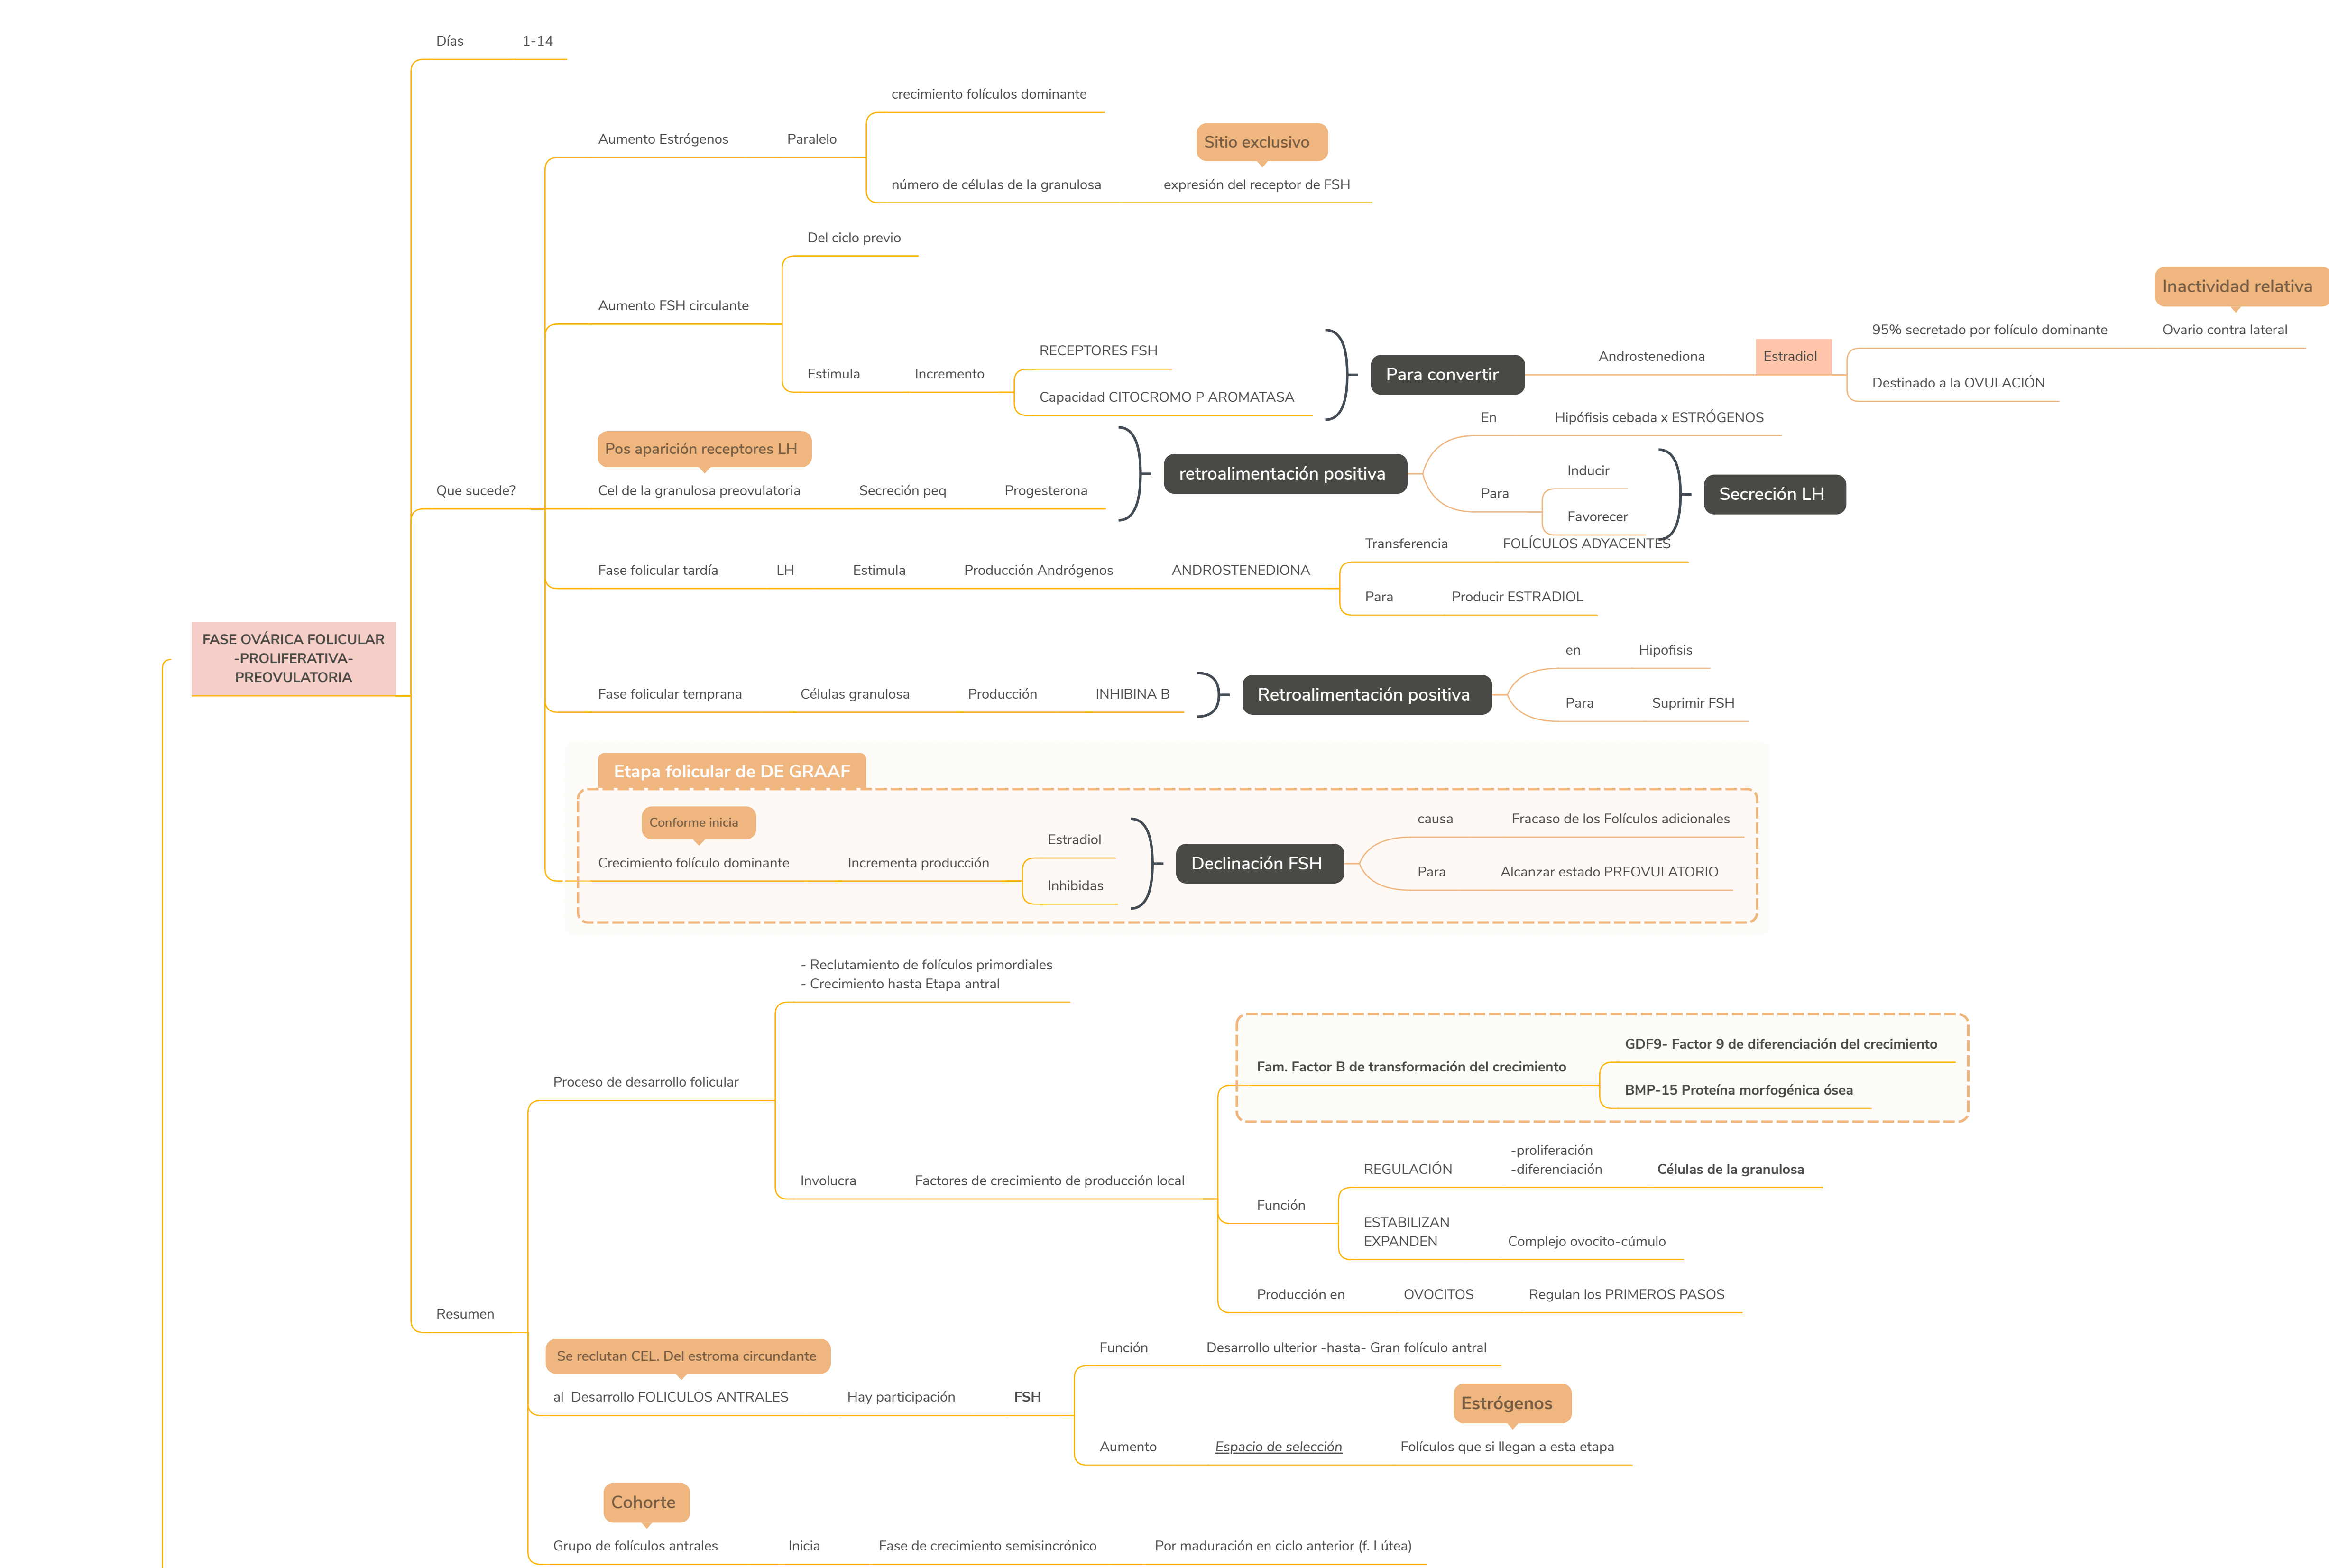 Días 1-14
crecimiento folículos dominante
Aumento Estrógenos Paralelo
Sitio exclusivo
número de células de la granulosa expresión del receptor de FSH
Del ciclo previo
Aumento FSH circulante
Estimula Incremento
RECEPTORES FSH
Capacidad CITOCROMO P AROMATASA
Para convertir
Androstenediona Estradiol
Inactividad relativa
95% secretado por folículo dominante Ovario contra lateral
Destinado a la OVULACIÓN
Que sucede?
Pos aparición receptores LH
Cel de la granulosa preovulatoria Secreción peq Progesterona
retroalimentación positiva
En Hipófisis cebada x ESTRÓGENOS
Para
Inducir
Favorecer
Secreción LH
Fase folicular tardía LH Estimula Producción Andrógenos ANDROSTENEDIONA
Transferencia FOLÍCULOS ADYACENTES
Para Producir ESTRADIOL
FASE OVÁRICA FOLICULAR
-PROLIFERATIVA-
PREOVULATORIA
Fase folicular temprana Células granulosa Producción INHIBINA B
Retroalimentación positiva
en Hipofisis
Para Suprimir FSH
Etapa folicular de DE GRAAF
Conforme inicia
Crecimiento folículo dominante Incrementa producción
Estradiol
Inhibidas
Declinación FSH
causa Fracaso de los Folículos adicionales
Para Alcanzar estado PREOVULATORIO
Resumen
Proceso de desarrollo folicular
- Reclutamiento de folículos primordiales
- Crecimiento hasta Etapa antral
Involucra Factores de crecimiento de producción local
Fam. Factor B de transformación del crecimiento
GDF9- Factor 9 de diferenciación del crecimiento
BMP-15 Proteína morfogénica ósea
Función
REGULACIÓN
-proliferación
-diferenciación
Células de la granulosa
ESTABILIZAN
EXPANDEN
Complejo ovocito-cúmulo
Producción en OVOCITOS Regulan los PRIMEROS PASOS
Se reclutan CEL. Del estroma circundante
al Desarrollo FOLICULOS ANTRALES Hay participación FSH
Función Desarrollo ulterior -hasta- Gran folículo antral
Estrógenos
Aumento Espacio de selección Folículos que si llegan a esta etapa
Cohorte
Grupo de folículos antrales Inicia Fase de crecimiento semisincrónico Por maduración en ciclo anterior (f. Lútea)